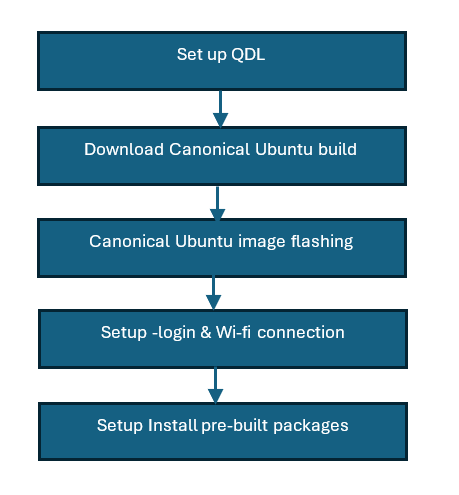 Set up QDL
Download Canonical Ubuntu build
Canonical Ubuntu image flashing
Setup -login & Wi-fi connection
Setup Install pre-built packages